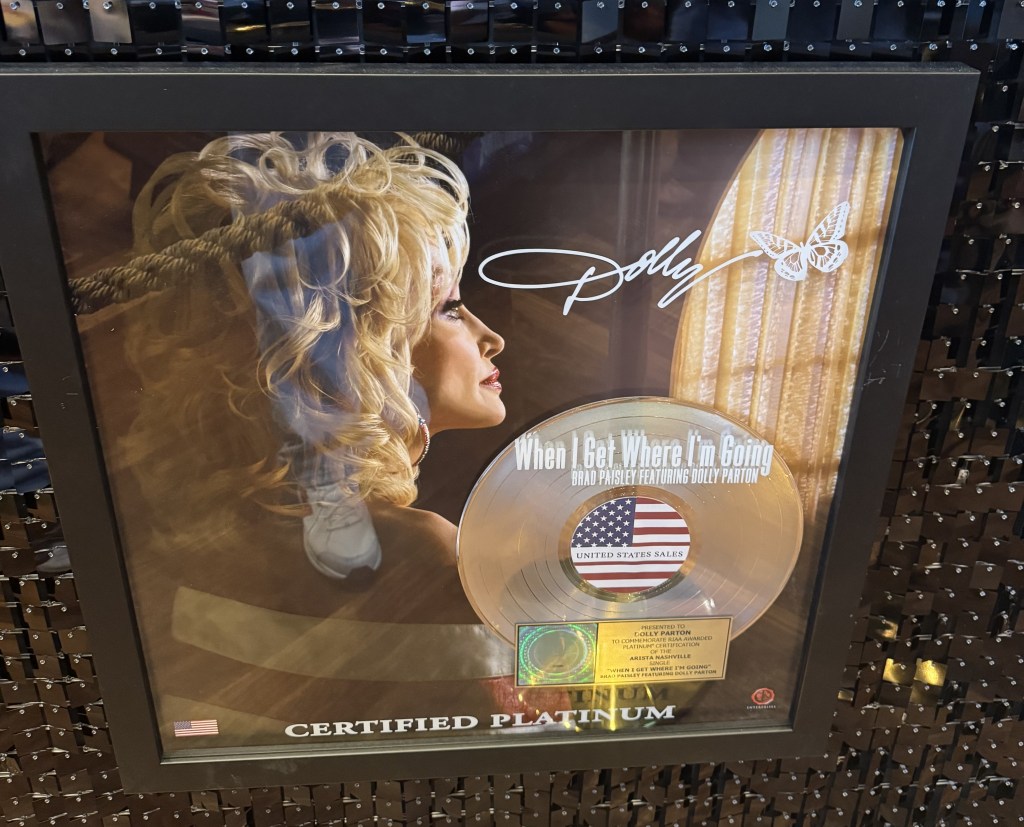 Dolly
When I Get Where I'm Going
BRAD PAISLEY FEATURING DOLLY PARTON
UNITED STATES SALES
PRESENTED TO
DOLLY PARTON
TO COMMEMORATE RIAA AWARDED
PLATINUM® CERTIFICATION
OF THE
ARISTA NASHVILLE
SINGLE
"WHEN I GET WHERE I'M GOING"
BRAD PAISLEY FEATURING DOLLY PARTON
CERTIFIED PLATINUM